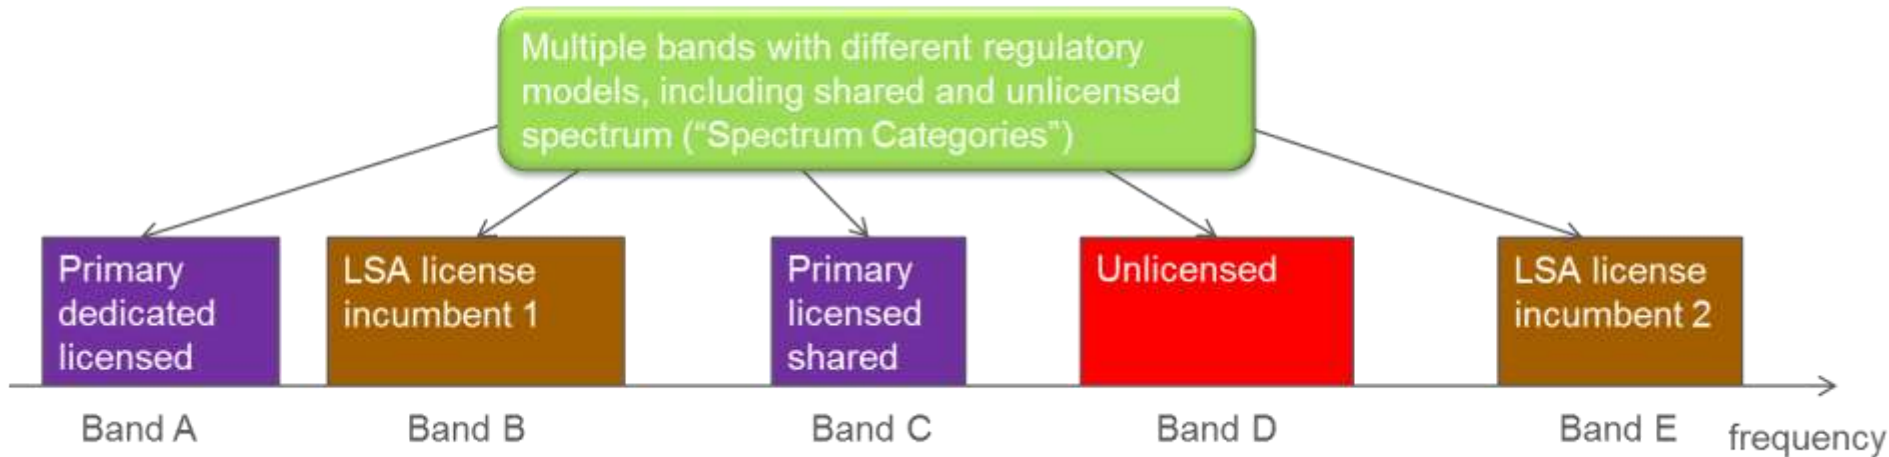 Multiple bands with different regulatory
models, including shared and unlicensed
spectrum (“Spectrum Categories”)
Primary
dedicated
licensed
LSA license
incumbent 1
Primary
licensed
shared
Unlicensed
LSA license
incumbent 2
Band A
Band B
Band C
Band D
Band E
frequency